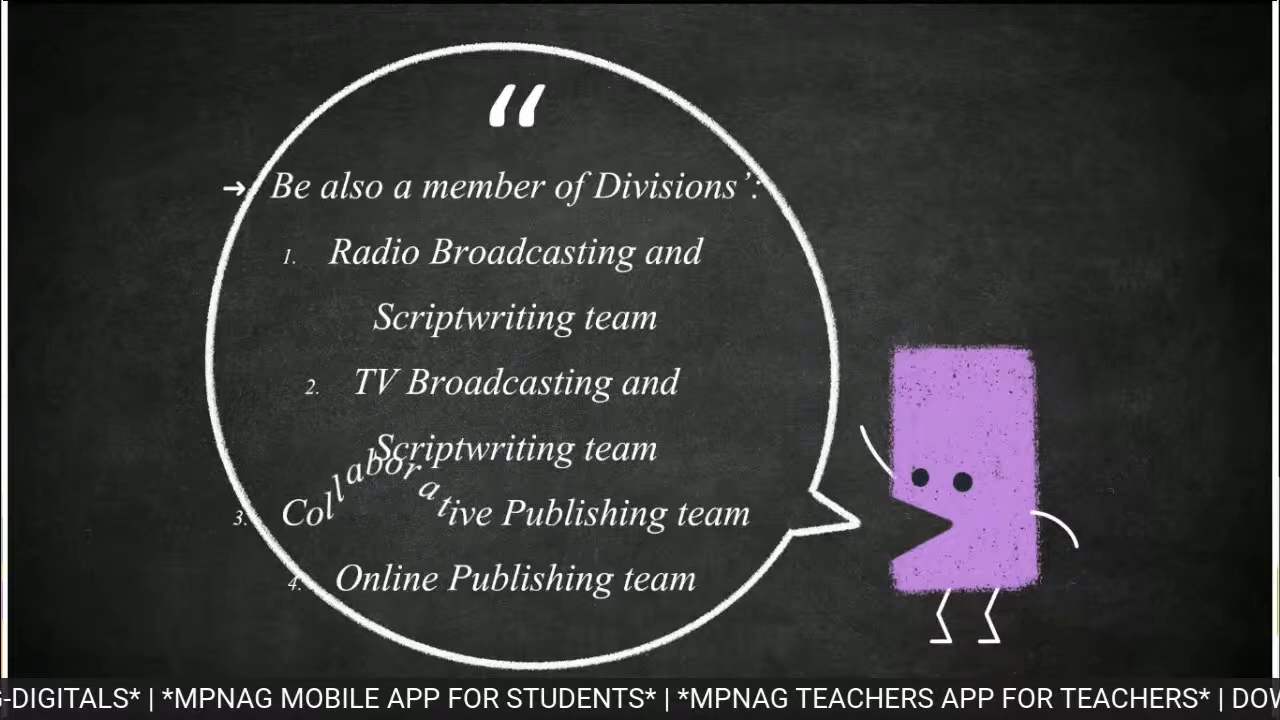 “
➜ Be also a member of Divisions’:
1. Radio Broadcasting and
Scriptwriting team
2. TV Broadcasting and
Scriptwriting team
3. Collaborative Publishing team
4. Online Publishing team
G-DIGITALS* | *MPNAG MOBILE APP FOR STUDENTS* | *MPNAG TEACHERS APP FOR TEACHERS* | DOW